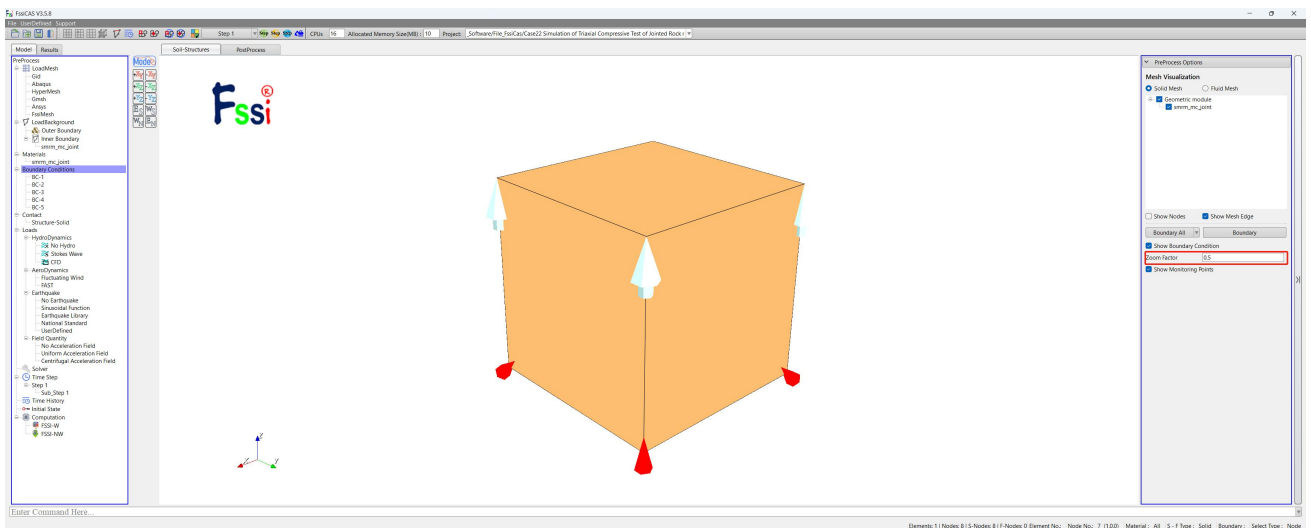 FssiCAS V3.5.8
File UserDefined Support
Step 1
CPUs 16 Allocated Memory Size(MB): 10 Project: _Software/File_FssiCas/Case22 Simulation of Triaxial Compressive Test of Jointed Rock
Model Results
Soil-Structures PostProcess
PreProcess
LoadMesh
Gid
Abaqus
HyperMesh
Gmsh
Ansys
FssiMesh
LoadBackground
Outer Boundary
Inner Boundary
smrm_mc_joint
Materials
smrm_mc_joint
Boundary Conditions
BC-1
BC-2
BC-3
BC-4
BC-5
Contact
Structure-Solid
Loads
HydroDynamics
No Hydro
Stokes Wave
CFD
AeroDynamics
Fluctuating Wind
FAST
Earthquake
No Earthquake
Sinusoidal Function
Earthquake Library
National Standard
UserDefined
Field Quantity
No Acceleration Field
Uniform Acceleration Field
Centrifugal Acceleration Field
Solver
Time Step
Step 1
Sub_Step 1
Time History
Initial State
Computation
FSSI-W
FSSI-NW
Fssi®
PreProcess Options
Mesh Visualization
Solid Mesh Fluid Mesh
Geometric module
smrm_mc_joint
Show Nodes Show Mesh Edge
Boundary All Boundary
Show Boundary Condition
Zoom Factor 0.5
Show Monitoring Points
Enter Command Here...
Elements: 1 | Nodes: 8 | S-Nodes: 8 | F-Nodes: 0 Element No.: Node No.: 7 (1,0,0) Material: All S - F Type: Solid Boundary: Select Type: Node